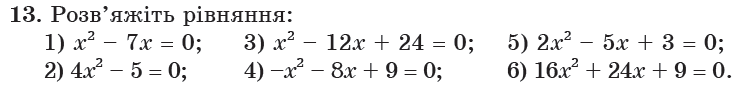 13. Розв’яжіть рівняння:
1) x² − 7x = 0; 3) x² − 12x + 24 = 0; 5) 2x² − 5x + 3 = 0;
2) 4x² − 5 = 0; 4) −x² − 8x + 9 = 0; 6) 16x² + 24x + 9 = 0.